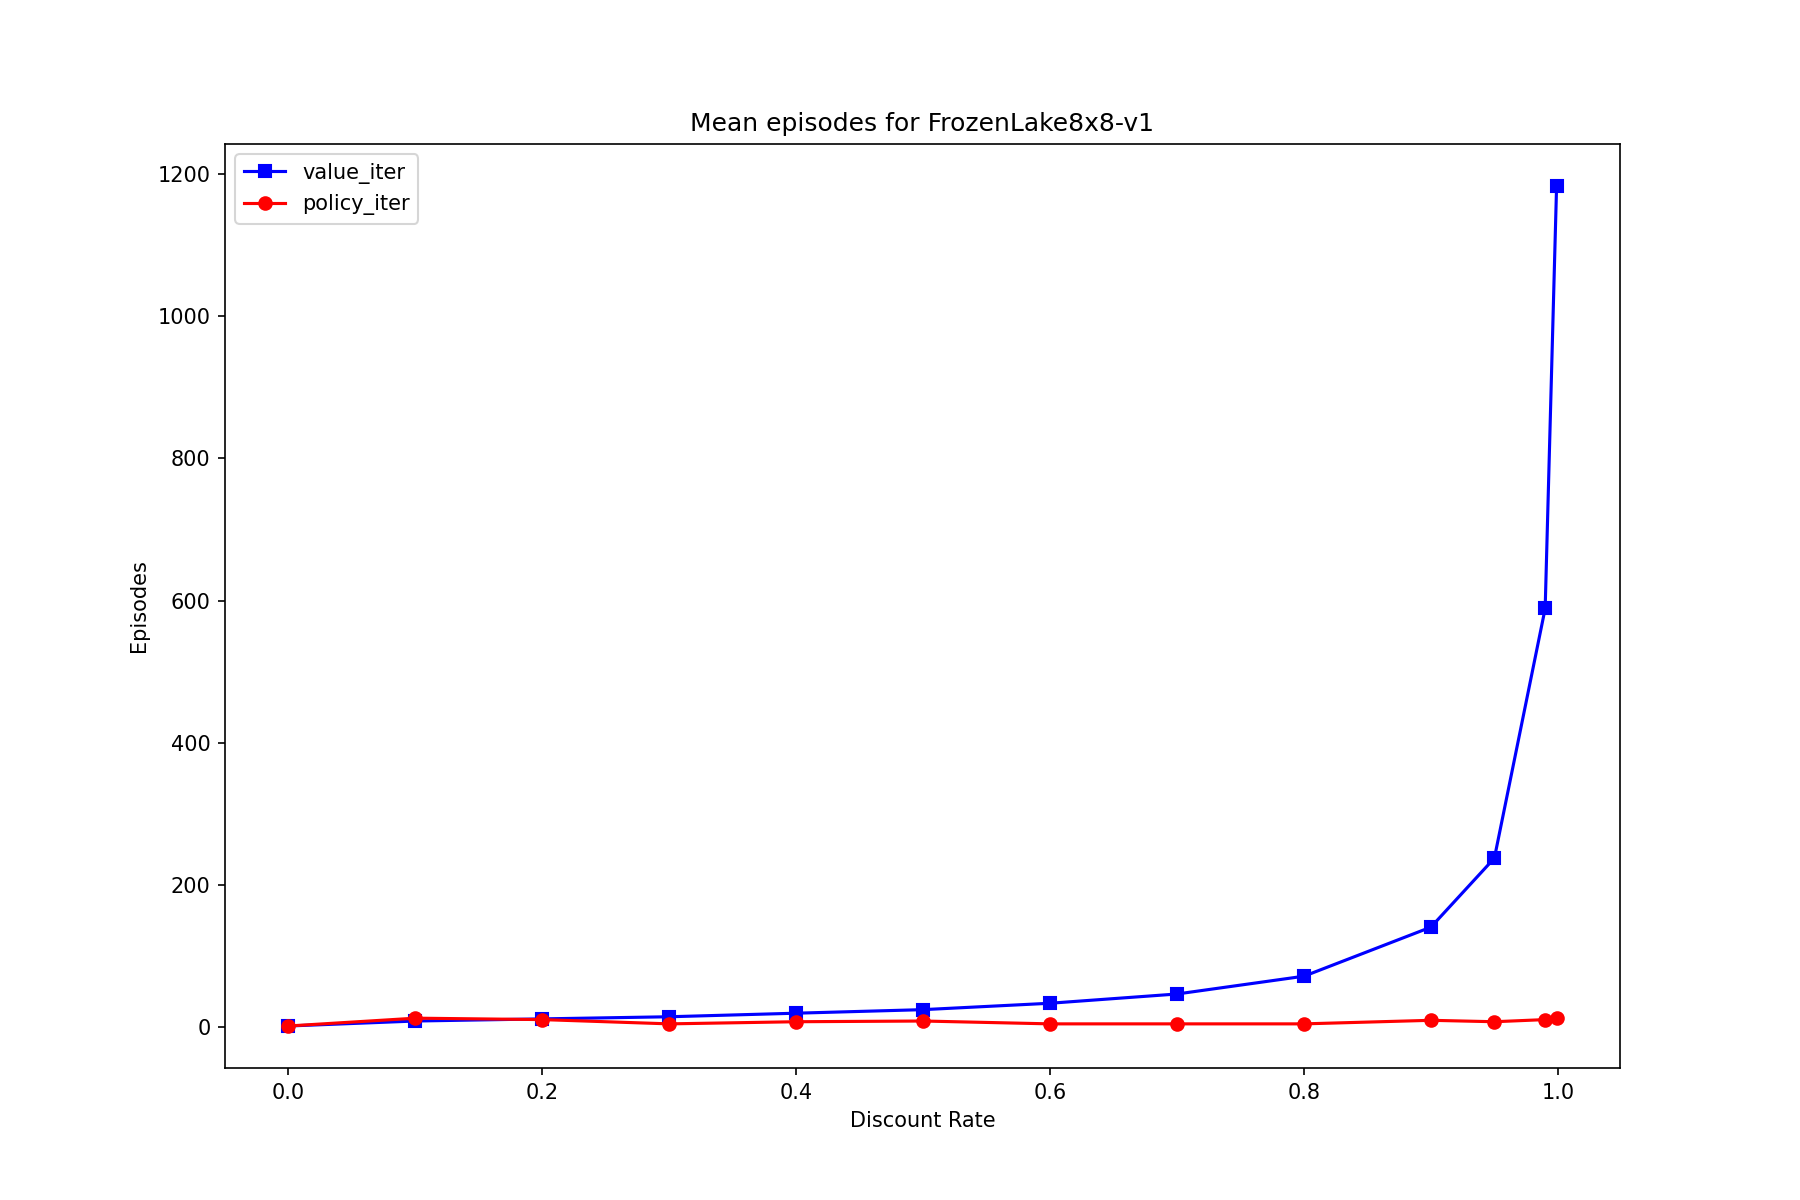 Mean episodes for FrozenLake8x8-v1
value_iter
policy_iter
1200
1000
800
600
400
200
0
Episodes
0.0 0.2 0.4 0.6 0.8 1.0
Discount Rate